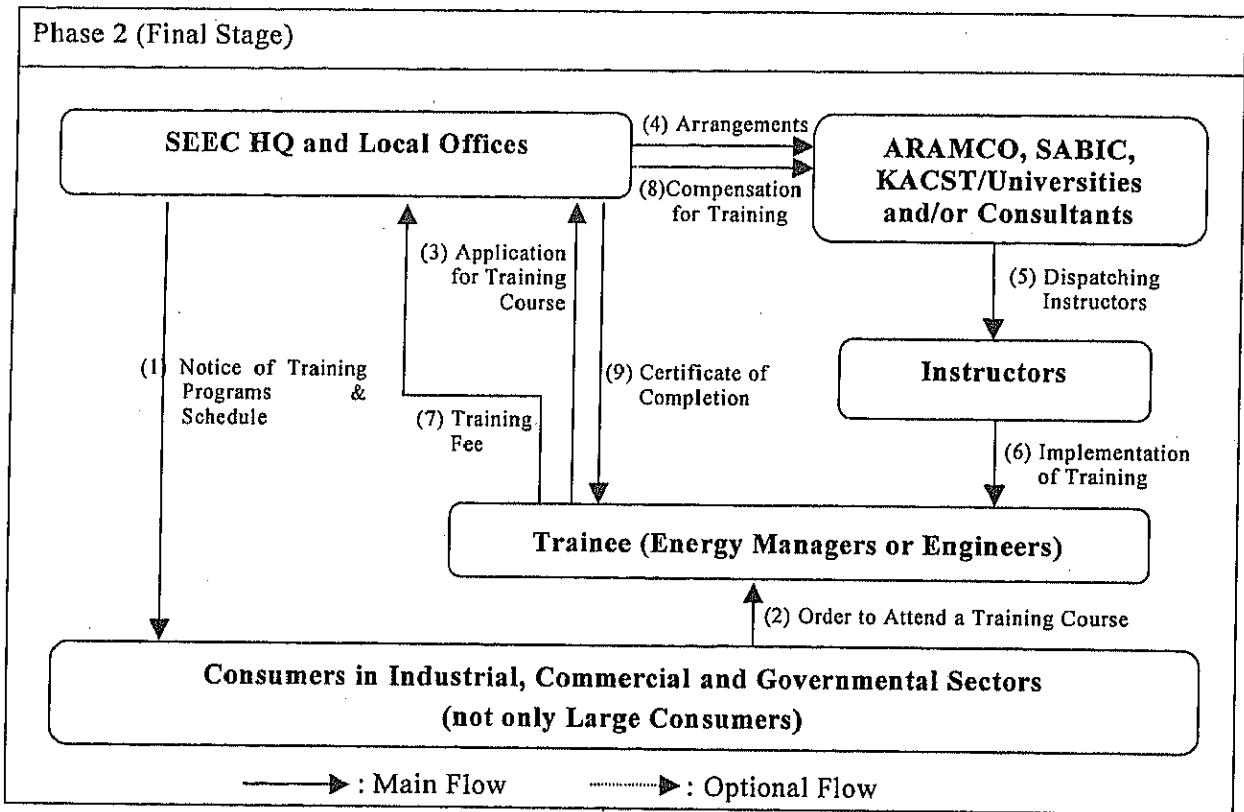 Phase 2 (Final Stage)
SEEC HQ and Local Offices
(4) Arrangements
(8)Compensation
for Training
ARAMCO, SABIC,
KACST/Universities
and/or Consultants
(3) Application
for Training
Course
(5) Dispatching
Instructors
(1) Notice of Training
Programs &
Schedule
(9) Certificate of
Completion
Instructors
(7) Training
Fee
(6) Implementation
of Training
Trainee (Energy Managers or Engineers)
(2) Order to Attend a Training Course
Consumers in Industrial, Commercial and Governmental Sectors
(not only Large Consumers)
: Main Flow
: Optional Flow